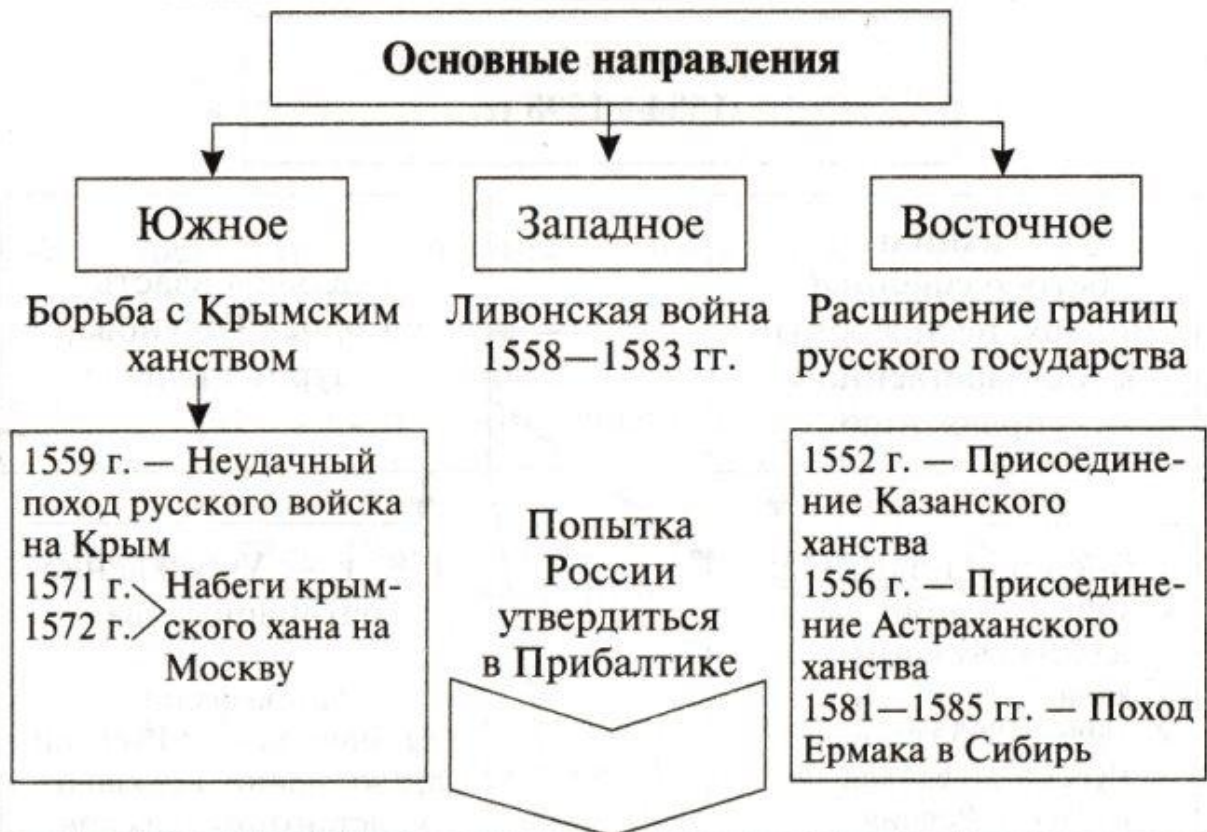 Основные направления
Южное
Борьба с Крымским
ханством
1559 г. — Неудачный
поход русского войска
на Крым
1571 г. Набеги крым-
1572 г. ского хана на
Москву
Западное
Ливонская война
1558—1583 гг.
Попытка
России
утвердиться
в Прибалтике
Восточное
Расширение границ
русского государства
1552 г. — Присоедине-
ние Казанского
ханства
1556 г. — Присоедине-
ние Астраханского
ханства
1581—1585 гг. — Поход
Ермака в Сибирь